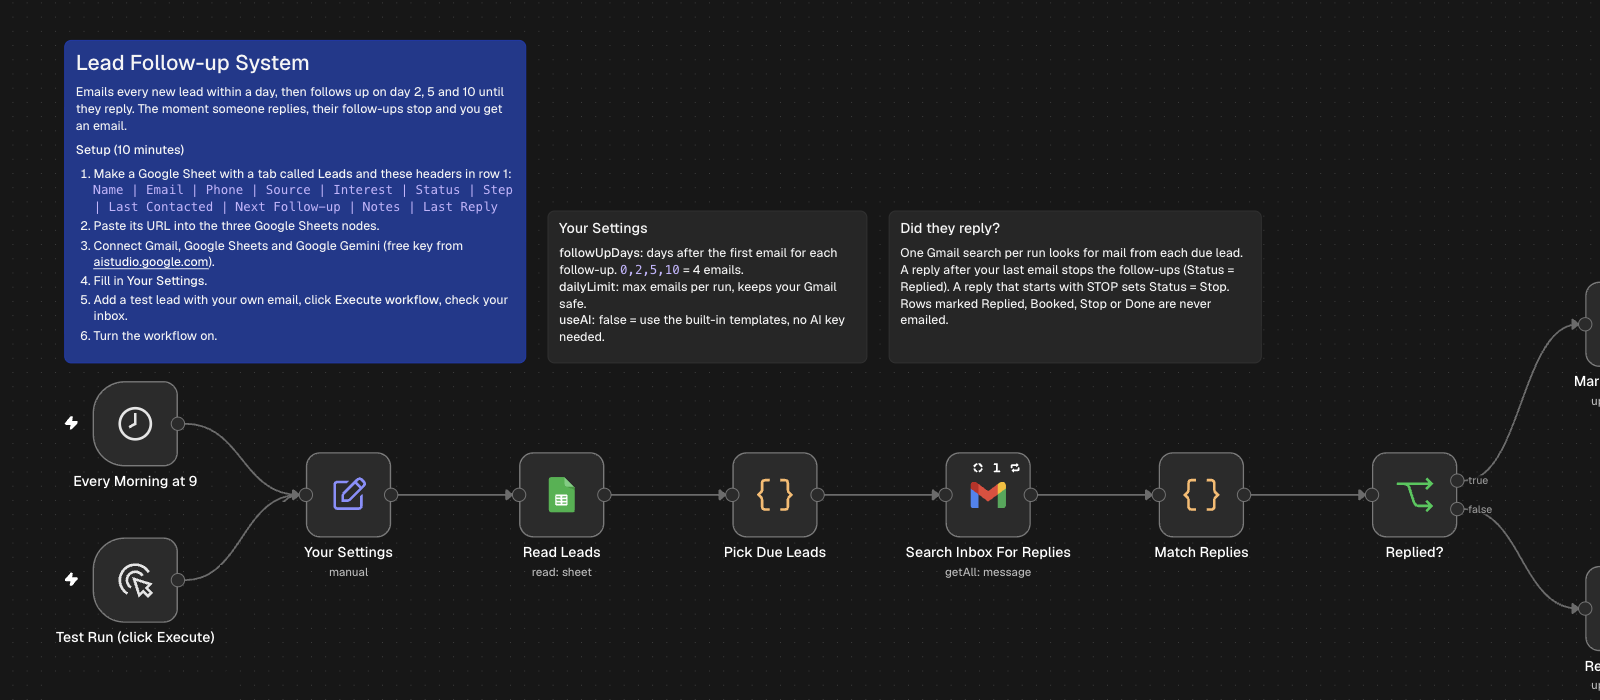 Lead Follow-up System
Emails every new lead within a day, then follows up on day 2, 5 and 10 until
they reply. The moment someone replies, their follow-ups stop and you get
an email.
Setup (10 minutes)
1. Make a Google Sheet with a tab called Leads and these headers in row 1:
Name | Email | Phone | Source | Interest | Status | Step
| Last Contacted | Next Follow-up | Notes | Last Reply
2. Paste its URL into the three Google Sheets nodes.
3. Connect Gmail, Google Sheets and Google Gemini (free key from
aistudio.google.com).
4. Fill in Your Settings.
5. Add a test lead with your own email, click Execute workflow, check your
inbox.
6. Turn the workflow on.
Your Settings
followUpDays: days after the first email for each
follow-up. 0,2,5,10 = 4 emails.
dailyLimit: max emails per run, keeps your Gmail
safe.
useAI: false = use the built-in templates, no AI key
needed.
Did they reply?
One Gmail search per run looks for mail from each due lead.
A reply after your last email stops the follow-ups (Status =
Replied). A reply that starts with STOP sets Status = Stop.
Rows marked Replied, Booked, Stop or Done are never
emailed.
Every Morning at 9
Test Run (click Execute)
Your Settings
manual
Read Leads
read: sheet
Pick Due Leads
1
Search Inbox For Replies
getAll: message
Match Replies
Replied?
true
false